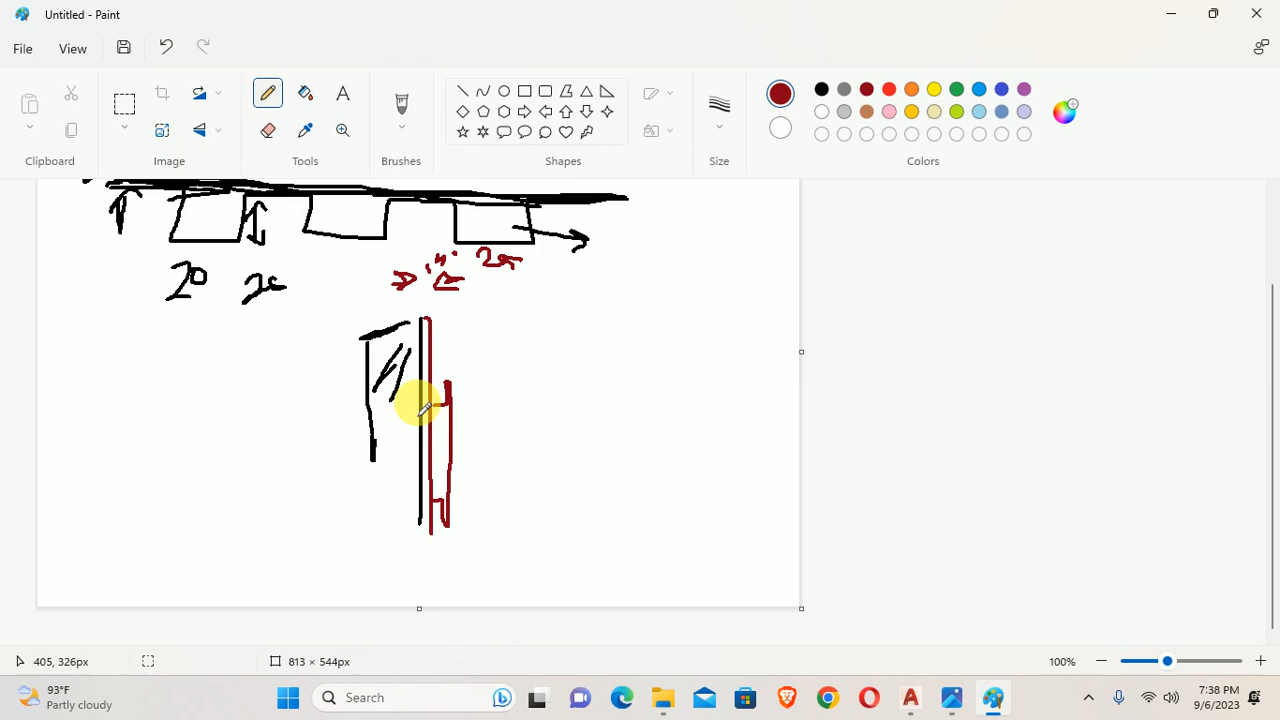 Untitled - Paint
File
View
Clipboard
Image
Tools
Brushes
Shapes
Size
Colors
20
405, 326px
813 × 544px
100%
93°F
Partly cloudy
Search
7:38 PM
9/6/2023